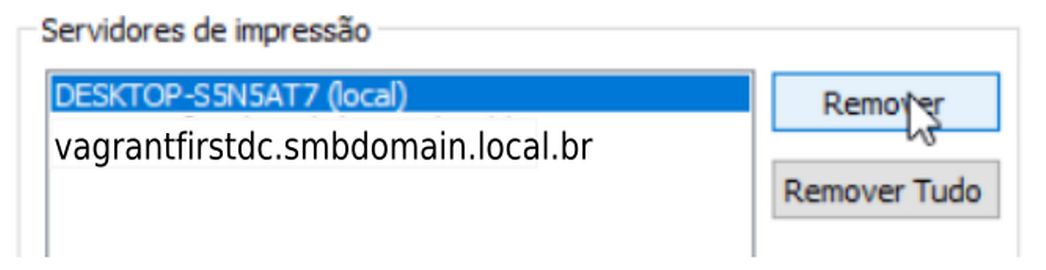 Servidores de impressão
DESKTOP-S5N5AT7 (local)
Remover
vagrantfirstdc.smbdomain.local.br
Remover Tudo